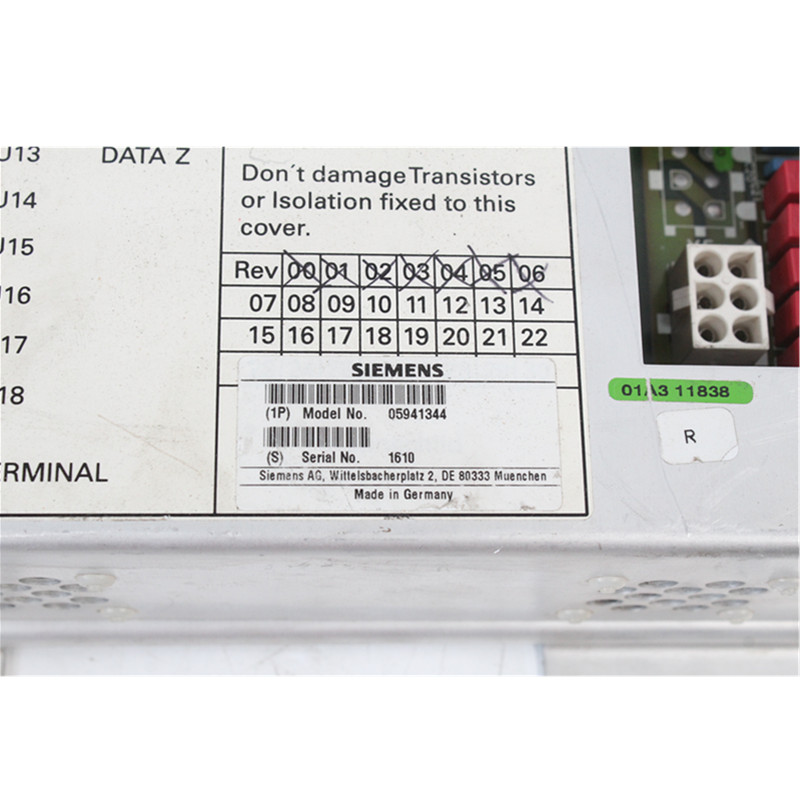 U13 DATA Z
U14
U15
U16
17
18
ERMINAL
Don´t damage Transistors
or Isolation fixed to this
cover.
Rev 00 01 02 03 04 05 06
07 08 09 10 11 12 13 14
15 16 17 18 19 20 21 22
SIEMENS
(1P) Model No. 05941344
(S) Serial No. 1610
Siemens AG, Wittelsbacherplatz 2, DE 80333 Muenchen
Made in Germany
01A3 11838
R